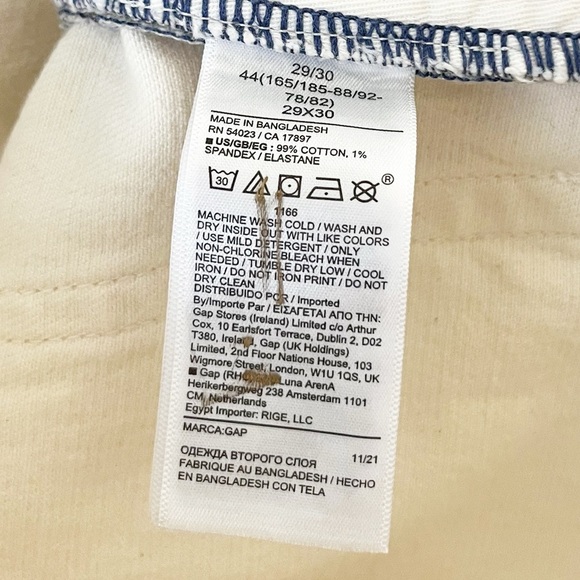 29/30
44(165/185-88/92-
78/82)
29X30
MADE IN BANGLADESH
RN 54023 / CA 17897
■ US/GB/EG : 99% COTTON, 1%
SPANDEX / ELASTANE
30 ®
1166
MACHINE WASH COLD / WASH AND
DRY INSIDE OUT WITH LIKE COLORS
/ USE MILD DETERGENT / ONLY
NON-CHLORINE BLEACH WHEN
NEEDED / TUMBLE DRY LOW / COOL
IRON / DO NOT IRON PRINT / DO NOT
DRY CLEAN
DISTRIBUIDO POR / Imported
By/Importe Par / ΕΙΣΑΓΕΤΑΙ ΑΠΟ ΤΗΝ:
Gap Stores (Ireland) Limited c/o Arthur
Cox, 10 Earlsfort Terrace, Dublin 2, D02
T380, Ireland, Gap (UK Holdings)
Limited, 2nd Floor Nations House, 103
Wigmore Street, London, W1U 1QS, UK
■ Gap (RH Luna ArenA
Herikerbergweg 238 Amsterdam 1101
CM, Netherlands
Egypt Importer: RIGE, LLC
MARCA:GAP
ОДЕЖДА ВТОРОГО СЛОЯ 11/21
FABRIQUE AU BANGLADESH / HECHO
EN BANGLADESH CON TELA